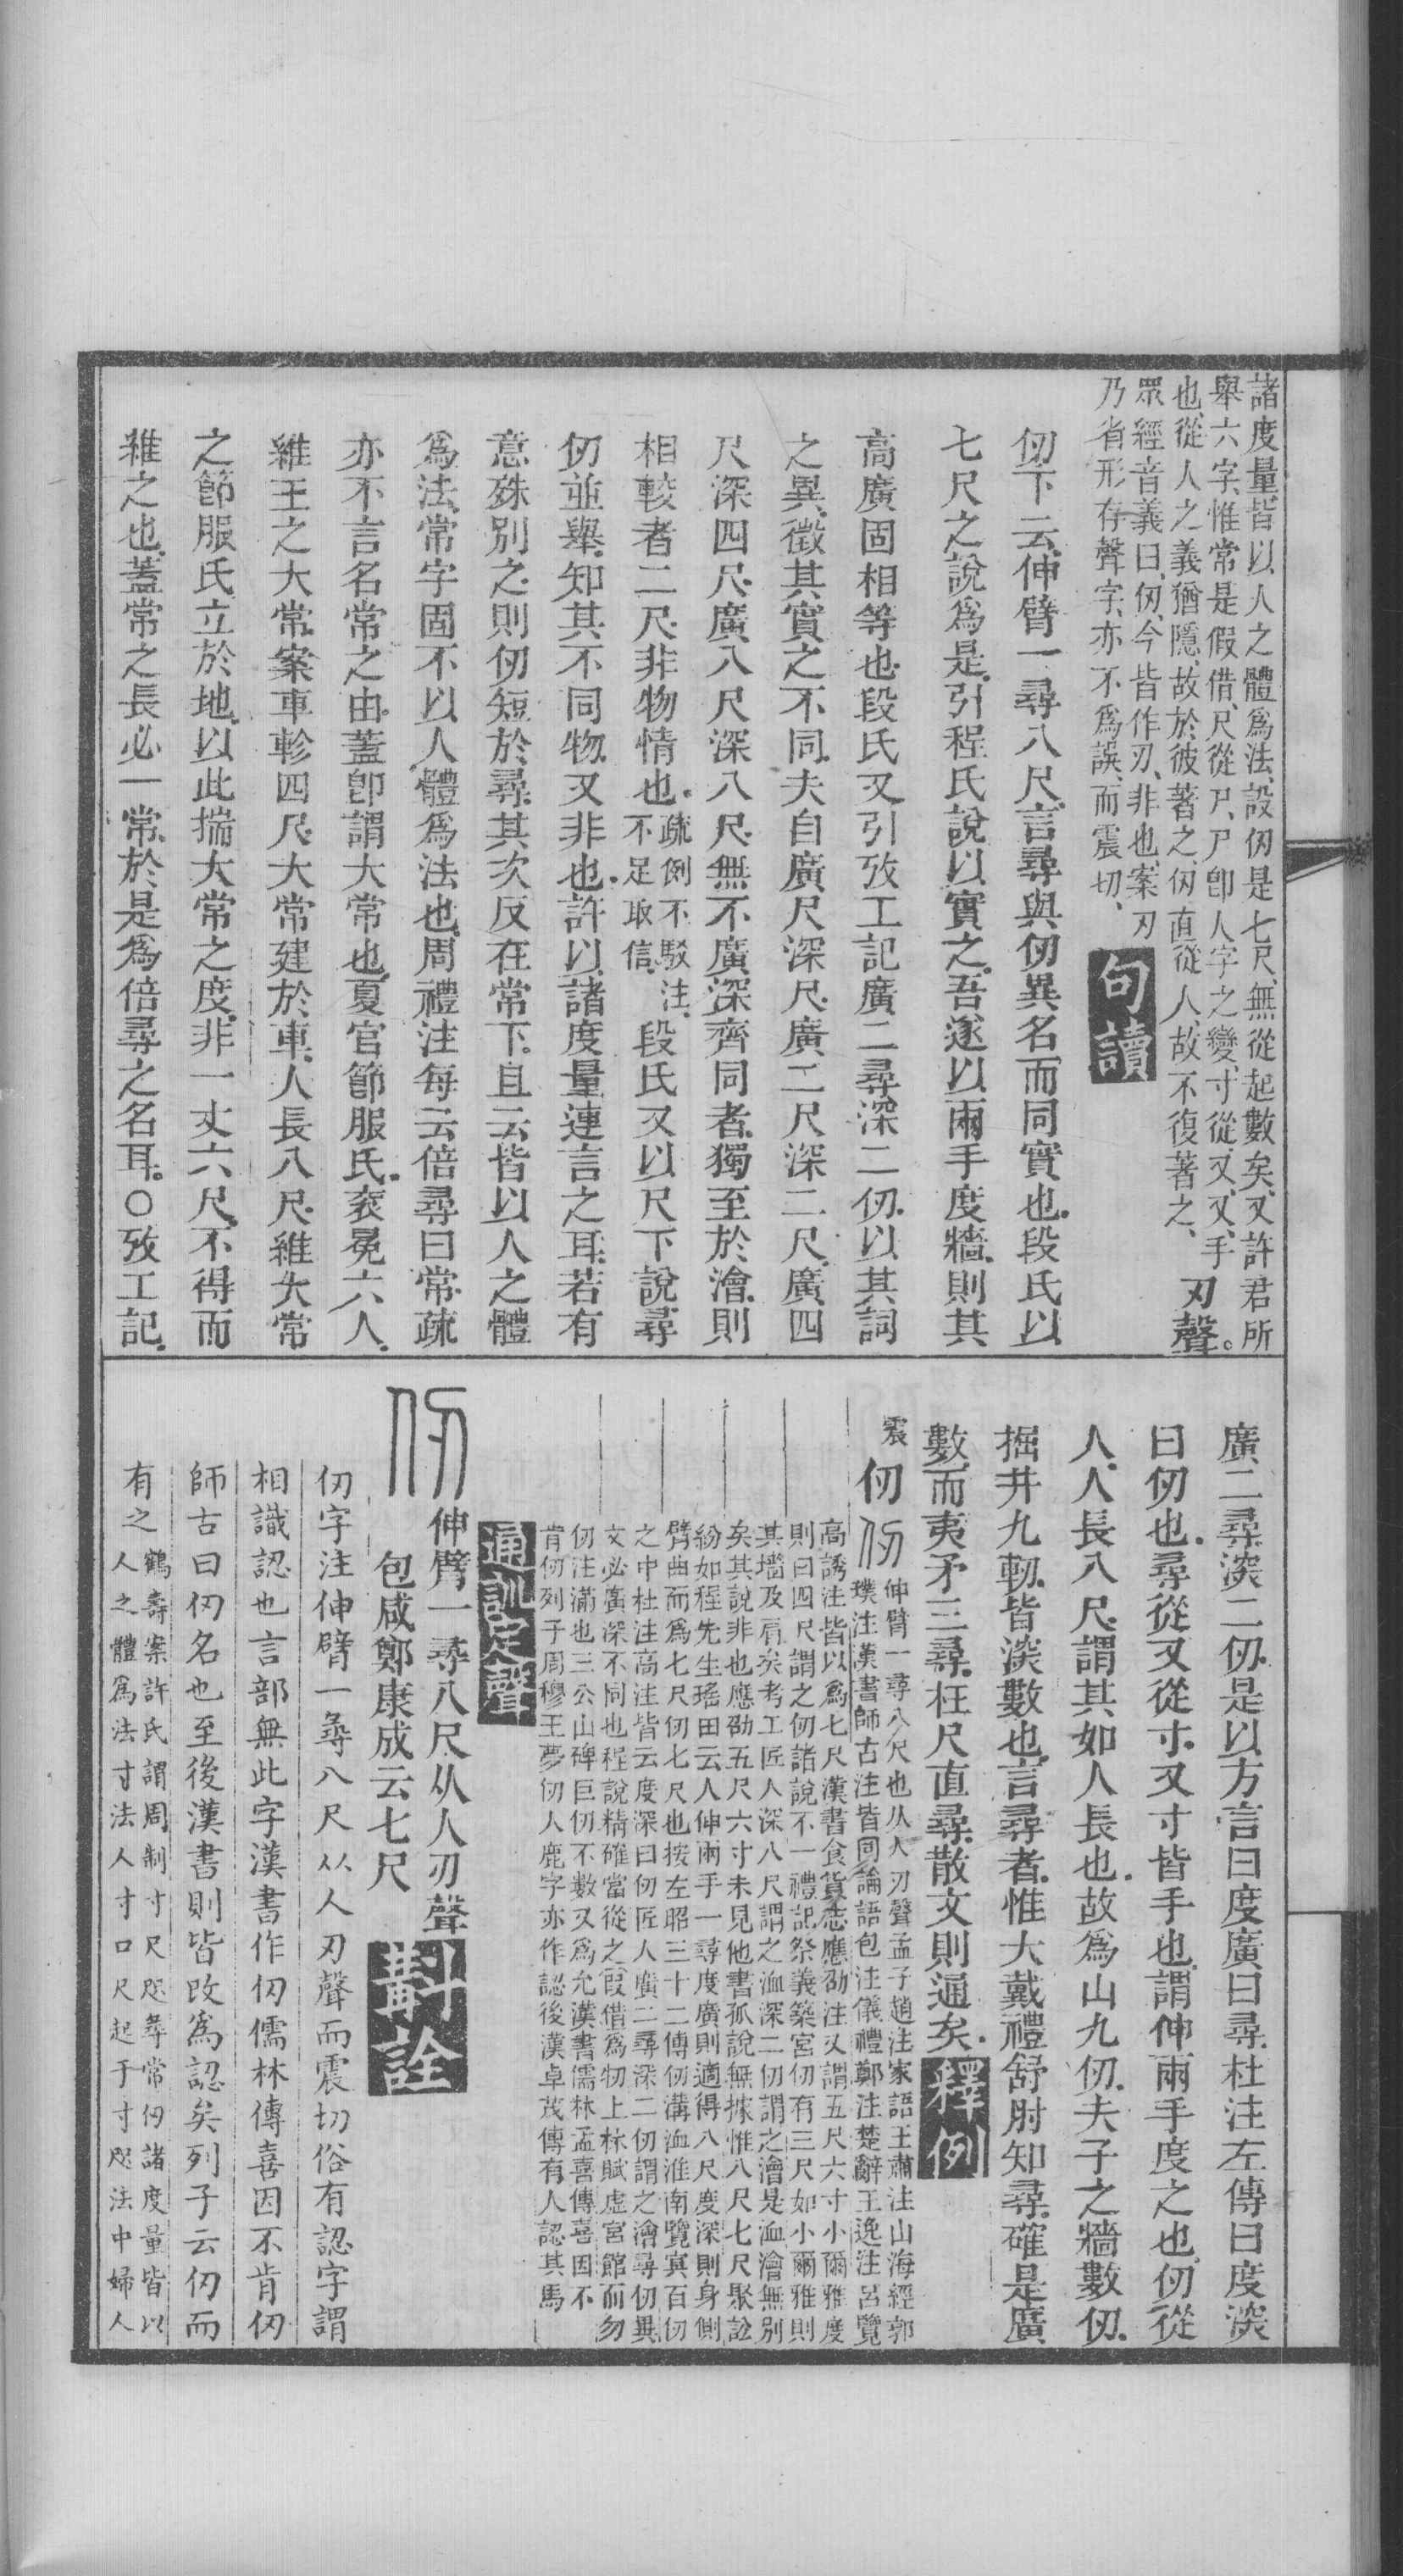 諸度量、皆以人之體爲法、設仞是七尺、無從起數矣、又許君所
舉六字、惟常是假借、尺從尸、尸卽人字之變、寸從又、又、手
也、從人之義猶隱、故於彼著之、仞直從人、故不復著之、刃聲。
眾經音義曰、仞、今皆作刃、非也、案刃
乃省形存聲字、亦不爲誤、而震切、句讀
仞下云、伸臂一尋八尺、言尋與仞異名而同實也、段氏以
七尺之說爲是、引程氏說以實之、吾遂以兩手度牆、則其
高廣固相等也、段氏又引攷工記廣二尋深二仞、以其詞
之異、徵其實之不同、夫自廣尺深尺、廣二尺深二尺、廣四
尺深四尺、廣八尺深八尺、無不廣深齊同者、獨至於澮、則
相較者二尺、非物情也、疏例不駁注、不足取信、段氏又以尺下說尋
仞並舉、知其不同物、又非也、許以諸度量連言之耳、若有
意殊別之、則仞短於尋、其次反在常下、且云皆以人之體
爲法、常字固不以人體爲法也、周禮注每云倍尋曰常、疏
亦不言名常之由、蓋卽謂大常也、夏官節服氏、袞冕六人、
維王之大常、案車軫四尺、大常建於車、人長八尺、維大常
之節服氏立於地、以此揣大常之度、非一丈六尺、不得而
維之也、蓋常之長必一常、於是爲倍尋之名耳、○攷工記、
廣二尋深二仞、是以方言曰度廣曰尋、杜注左傳曰度深
曰仞也、尋從又從寸、又寸皆手也、謂伸兩手度之也、仞從
人、人長八尺、謂其如人長也、故爲山九仞、夫子之牆數仞、
掘井九軔、皆深數也、言尋者、惟大戴禮舒肘知尋、確是廣
數、而夷矛三尋、枉尺直尋、散文則通矣、釋例
震 仞 仞 伸臂一尋八尺也从人刃聲孟子趙注家語王肅注山海經郭
璞注漢書師古注皆同論語包注儀禮鄭注楚辭王逸注呂覽
高誘注皆以爲七尺漢書食貨志應劭注又謂五尺六寸小爾雅度
則曰四尺謂之仞諸說不一禮記祭義築宮仞有三尺如小爾雅則
其墻及肩矣考工匠人深八尺謂之洫深二仞謂之澮是洫澮無別
矣其說非也應劭五尺六寸未見他書孤說無據惟八尺七尺聚訟
紛如程先生瑤田云人伸兩手一尋度廣則適得八尺度深則身側
臂曲而爲七尺仞七尺也按左昭三十二傳仞溝洫淮南覽冥百仞
之中杜注高注皆云度深曰仞匠人廣二尋深二仞謂之澮尋仞異
文必廣深不同也程說精確當從之叚借爲牣上林賦虛宮館而勿
仞注滿也三公山碑巨仞不數又爲允漢書儒林孟喜傳喜因不
肯仞列子周穆王夢仞人鹿字亦作認後漢卓茂傳有人認其馬
通訓定聲
仞 伸臂一尋八尺从人刃聲
包咸鄭康成云七尺 斠詮
仞字注伸臂一尋八尺从人刃聲而震切俗有認字謂
相識認也言部無此字漢書作仞儒林傳喜因不肯仞
師古曰仞名也至後漢書則皆改爲認矣列子云仞而
有之 鶴壽案許氏謂周制寸尺咫尋常仞諸度量皆以
人之體爲法寸法人寸口尺起于寸咫法中婦人